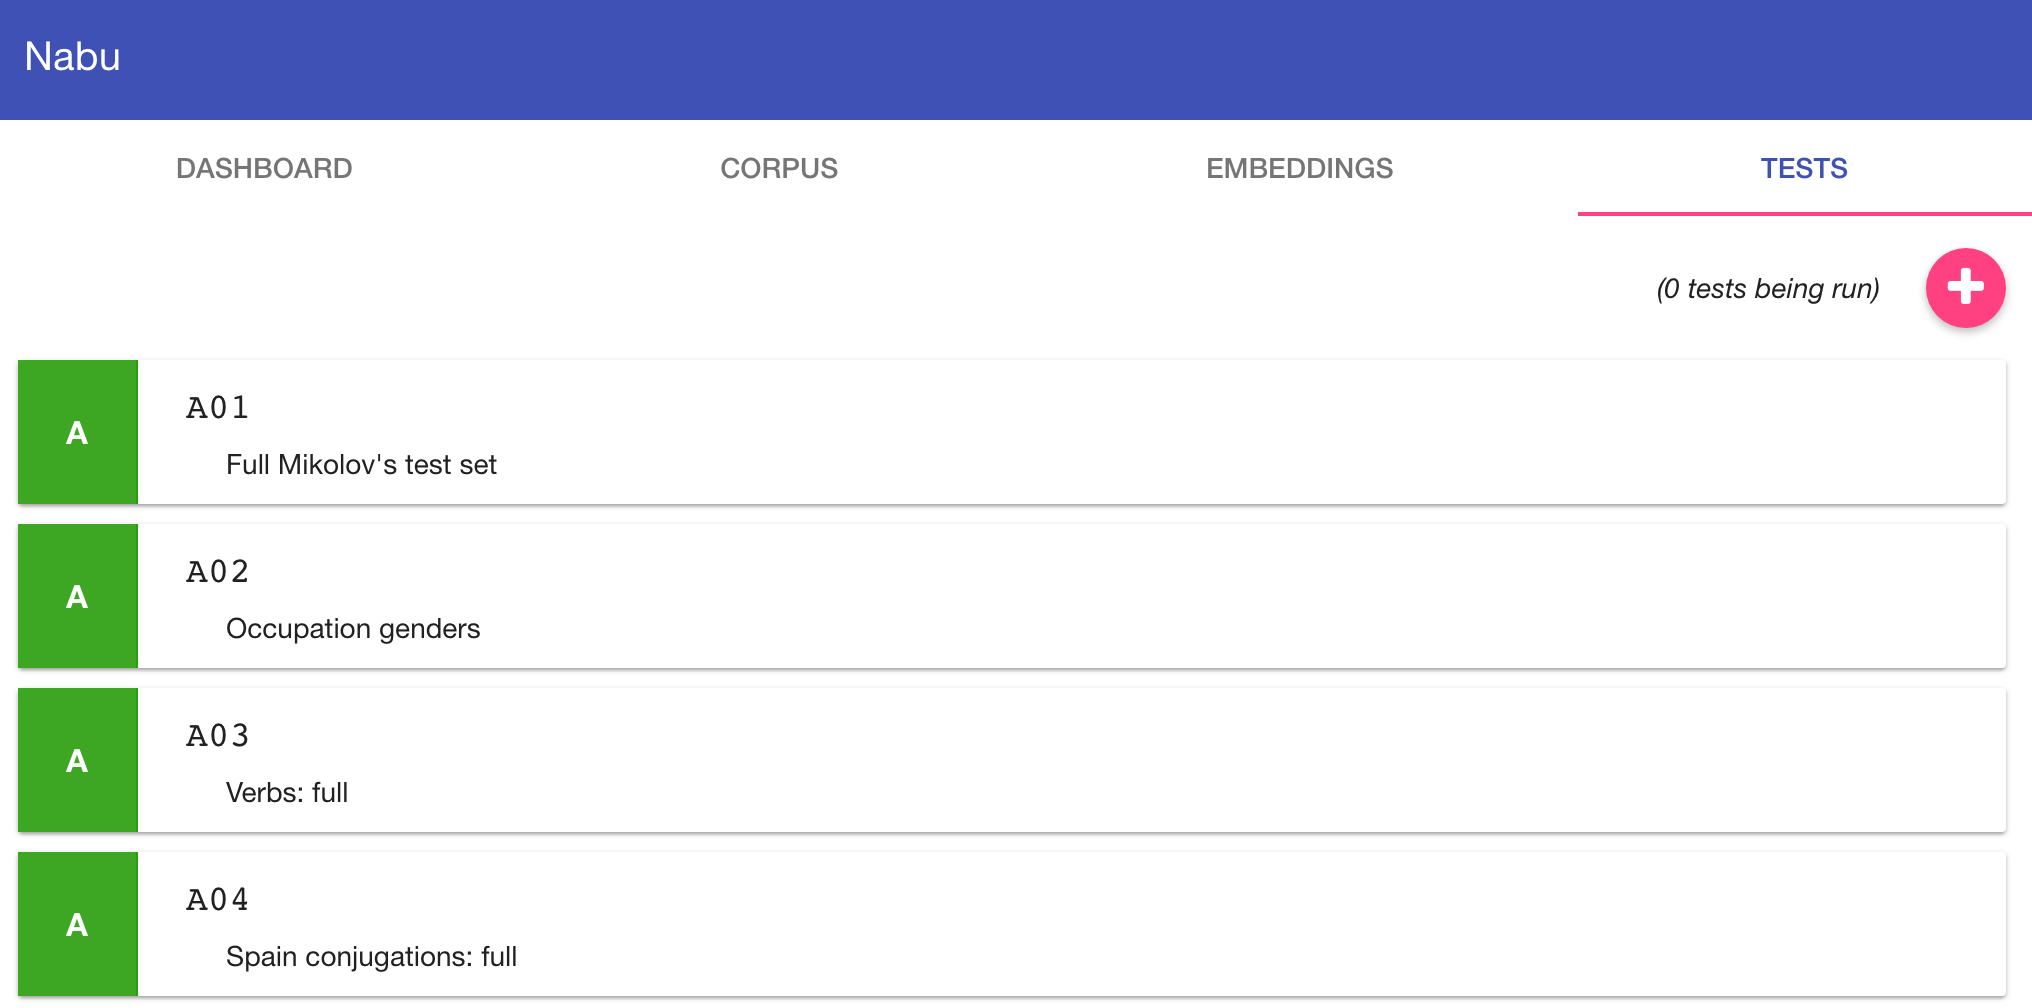 Nabu
DASHBOARD CORPUS EMBEDDINGS TESTS
(0 tests being run)
A A01
Full Mikolov's test set
A A02
Occupation genders
A A03
Verbs: full
A A04
Spain conjugations: full